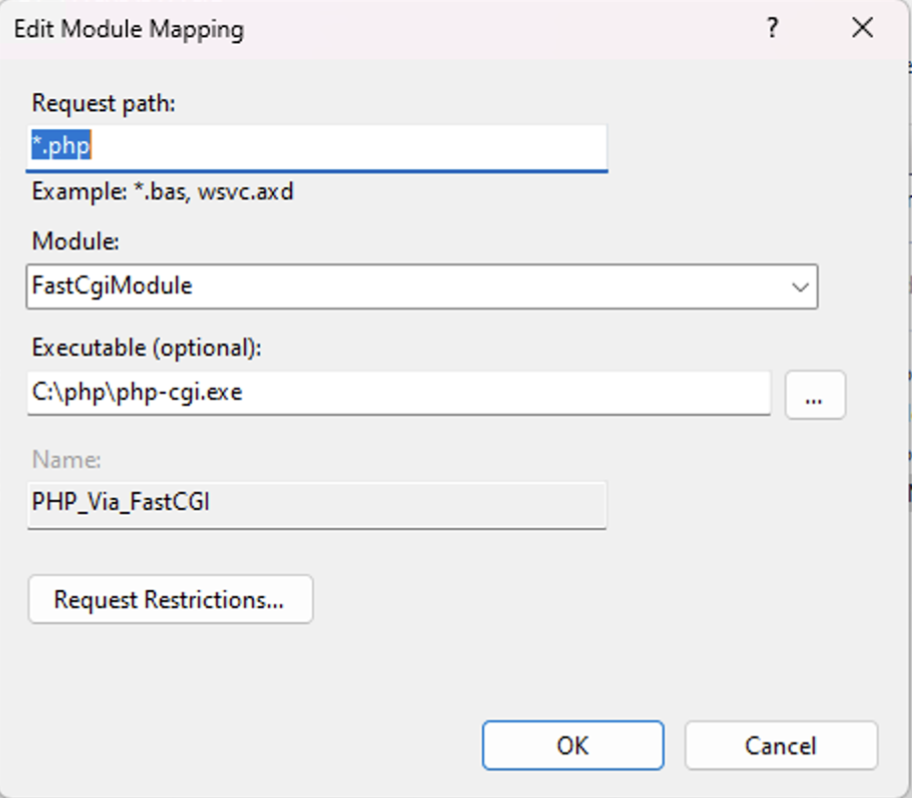 Edit Module Mapping
?
Request path:
*.php
Example: *.bas, wsvc.axd
Module:
FastCgiModule
Executable (optional):
C:\php\php-cgi.exe
...
Name:
PHP_Via_FastCGI
Request Restrictions...
OK
Cancel